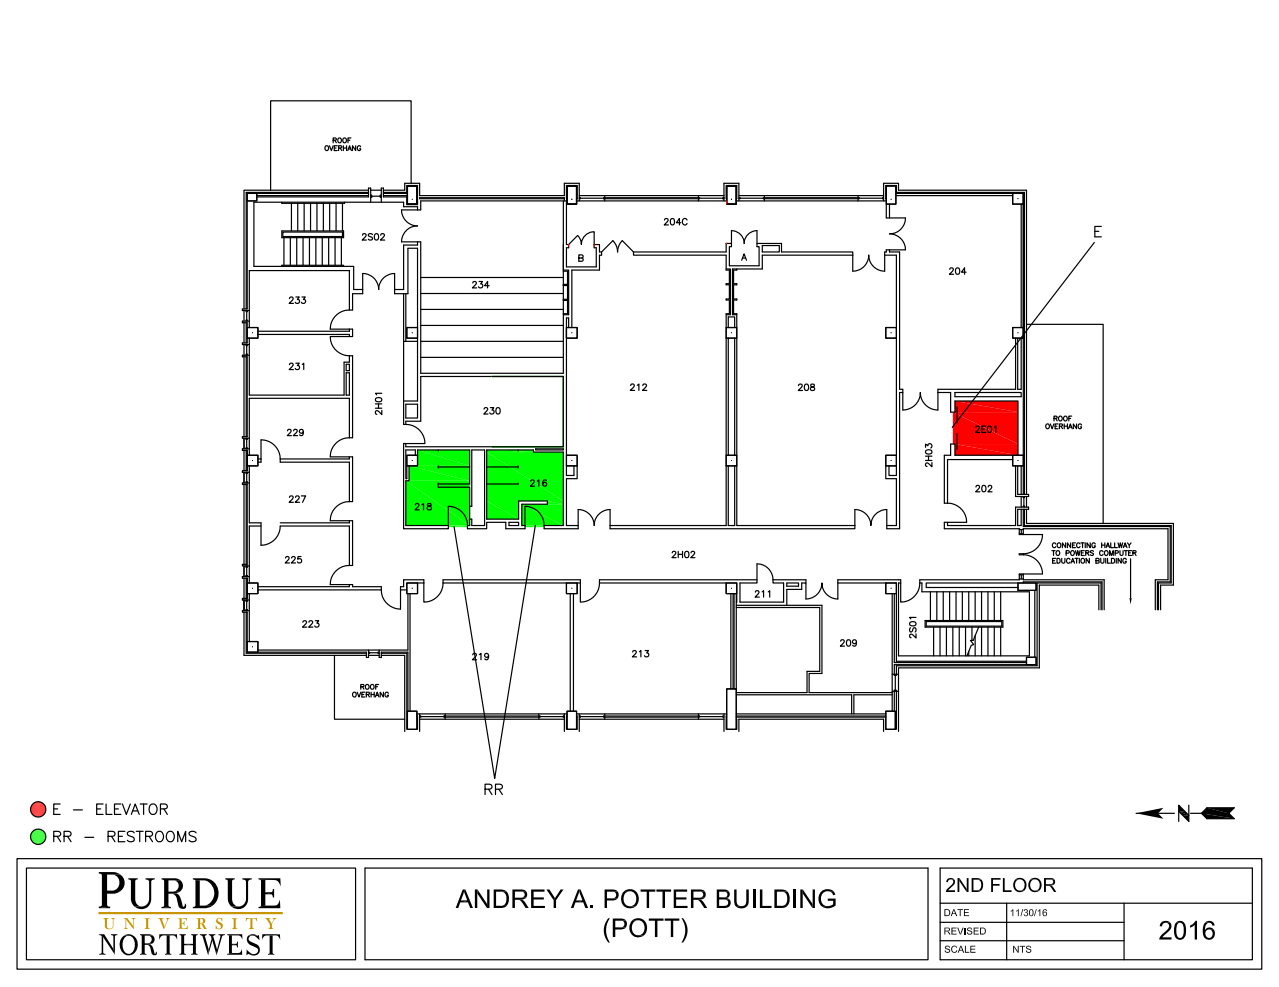 ROOF
OVERHANG
204C
2S02
E
B
A
204
234
233
231
212
208
2H01
230
229
ROOF
OVERHANG
2E01
2H03
216
202
227
218
2H02
CONNECTING HALLWAY
TO POWERS COMPUTER
EDUCATION BUILDING
225
211
223
2S01
219
213
209
ROOF
OVERHANG
RR
E - ELEVATOR
RR - RESTROOMS
N
PURDUE
UNIVERSITY
NORTHWEST
ANDREY A. POTTER BUILDING
(POTT)
2ND FLOOR
DATE 11/30/16
REVISED
SCALE NTS
2016